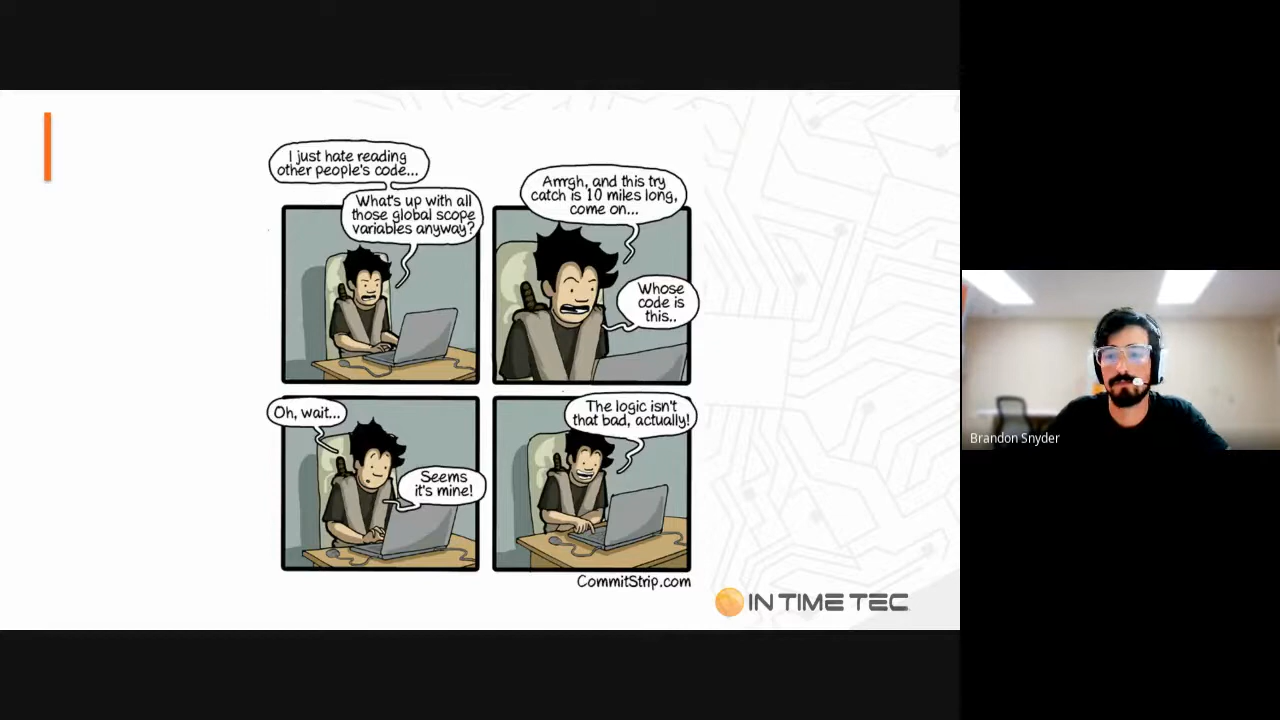 I just hate reading
other people's code...
What's up with all
those global scope
variables anyway?
Arrrgh, and this try
catch is 10 miles long,
come on...
Whose
code is
this..
Oh, wait...
Seems
it's mine!
The logic isn't
that bad, actually!
CommitStrip.com
IN TIME TEC
Brandon Snyder